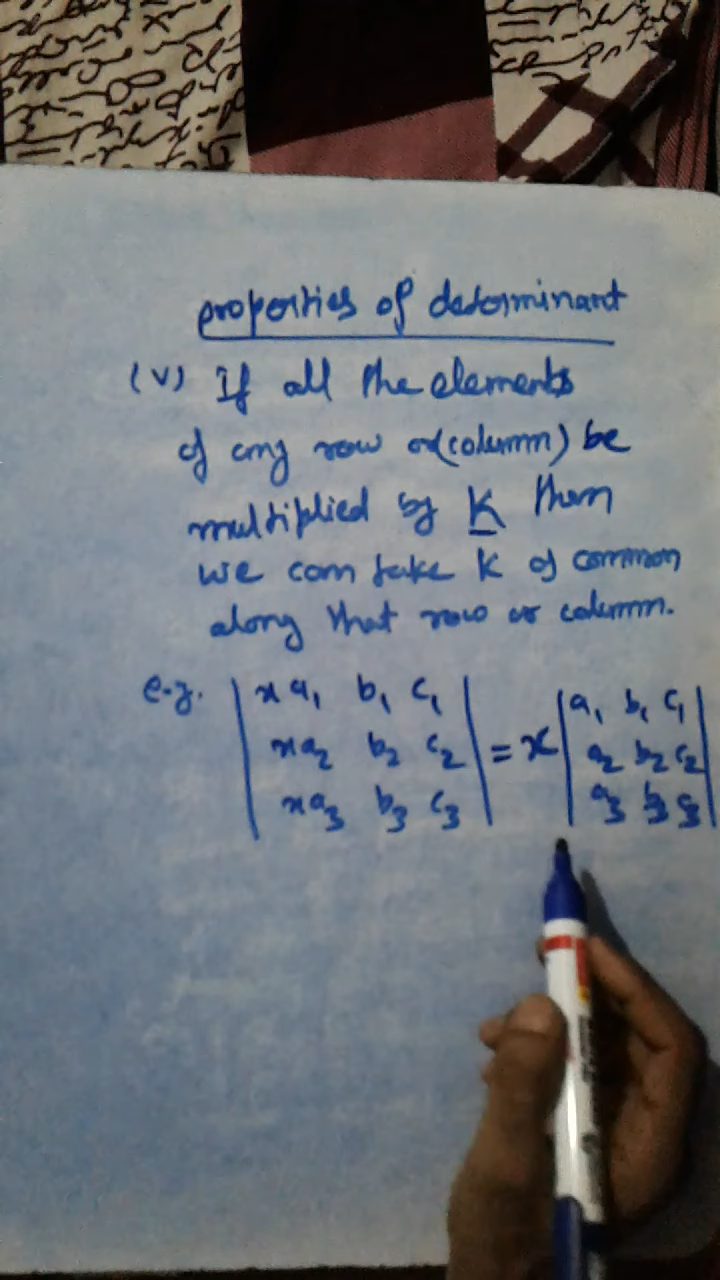 properties of determinant
(V) If all the elements
of any row or(column) be
multiplied by K then
we can take K of common
along that row or column.
e.g. | x a₁ b₁ c₁ | = x | a₁ b₁ c₁ |
| xa₂ b₂ c₂ | | a₂ b₂ c₂ |
| xa₃ b₃ c₃ | | a₃ b₃ c₃ |